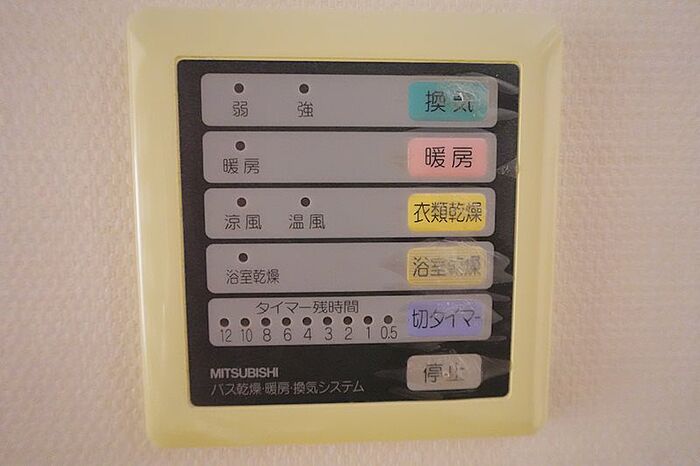 弱 強 換気
暖房 暖房
涼風 温風 衣類乾燥
浴室乾燥 浴室乾燥
タイマー残時間
12 10 8 6 4 3 2 1 0.5 切タイマー
MITSUBISHI 停止
バス乾燥・暖房・換気システム